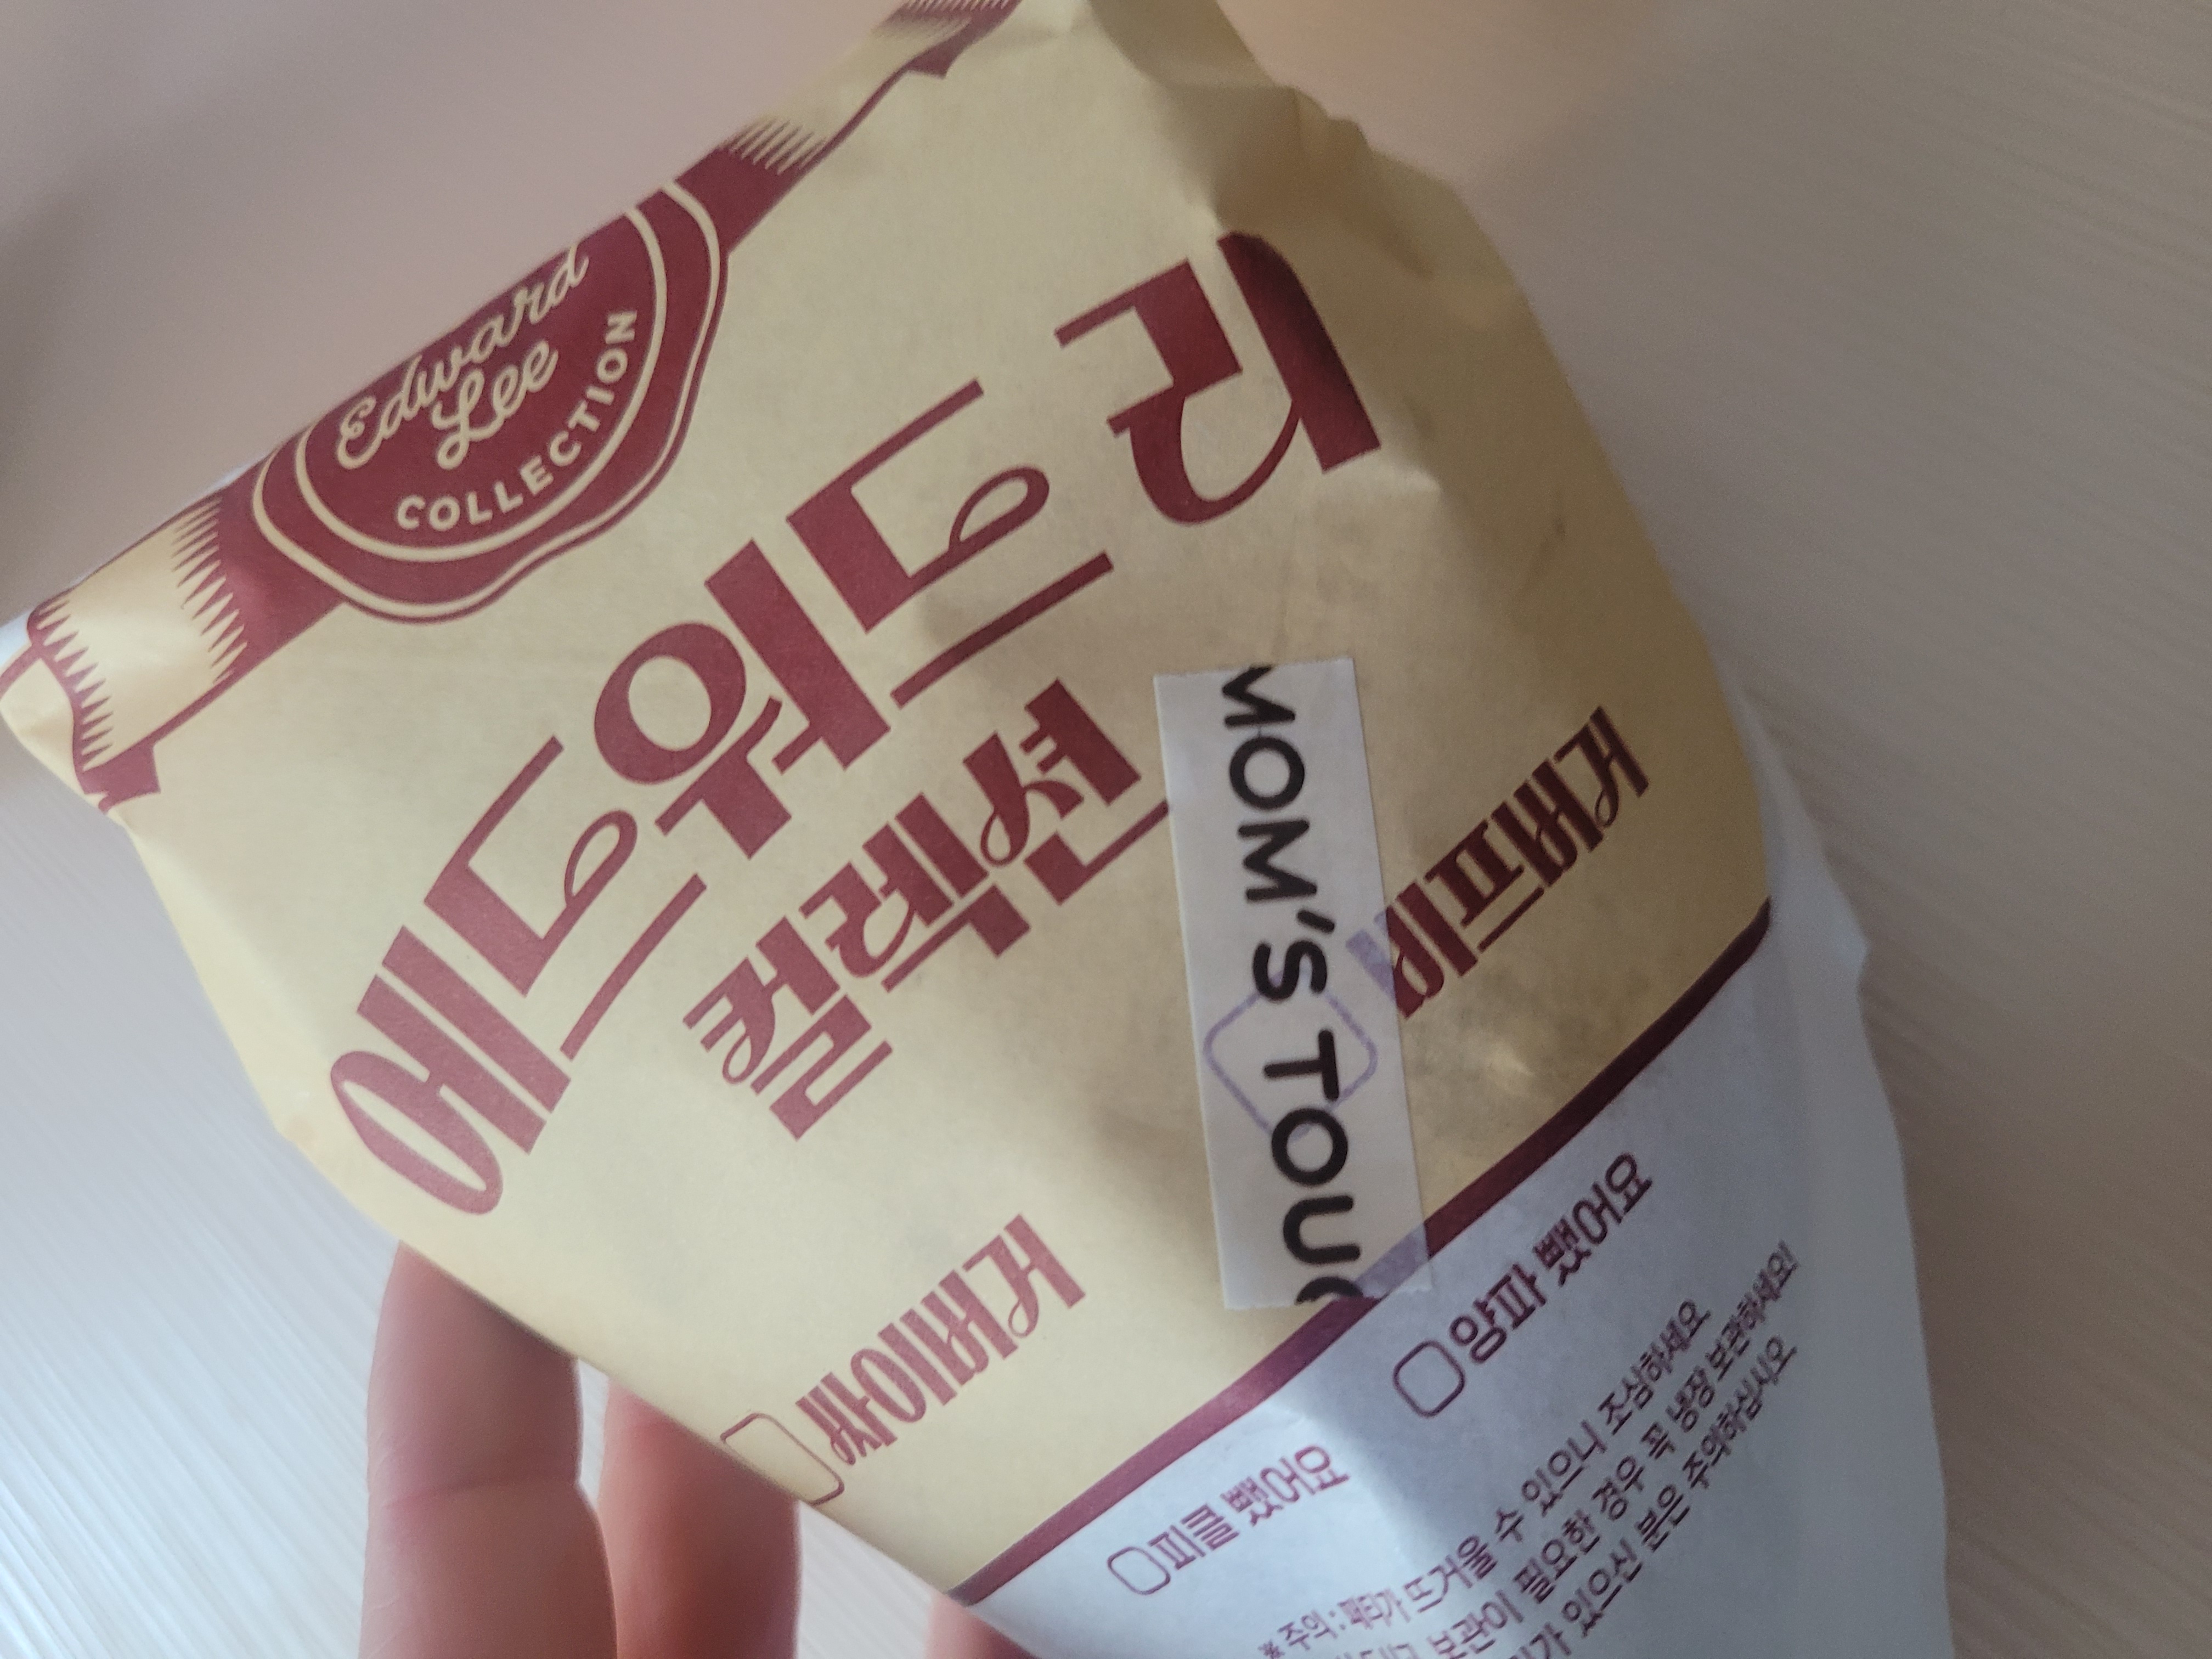 Edward
Lee
COLLECTION
에드워드 리
컬렉션
MOM'S TOU
싸이버거
비프버거
피클 뺐어요
양파 뺐어요
※ 주의 : 패티가 뜨거울 수 있으니 조심하세요
보관이 필요한 경우 꼭 냉장 보관하세요!
있으신 분은 주의하십시오